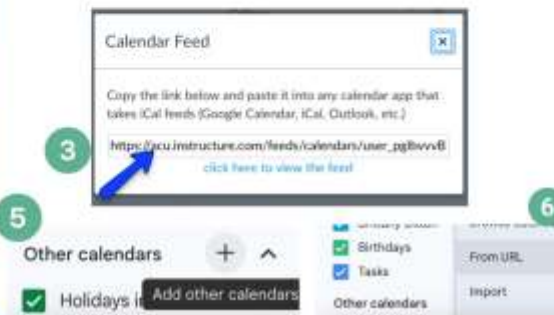 Calendar Feed
Copy the link below and paste it into any calendar app that
takes iCal feeds (Google Calendar, iCal, Outlook, etc.)
3
https://acu.instructure.com/feeds/calendars/user_pglbvvvB
click here to view the feed
5
6
Other calendars
Add other calendars
Holidays i
Birthdays
Tasks
Other calendars
From URL
Import